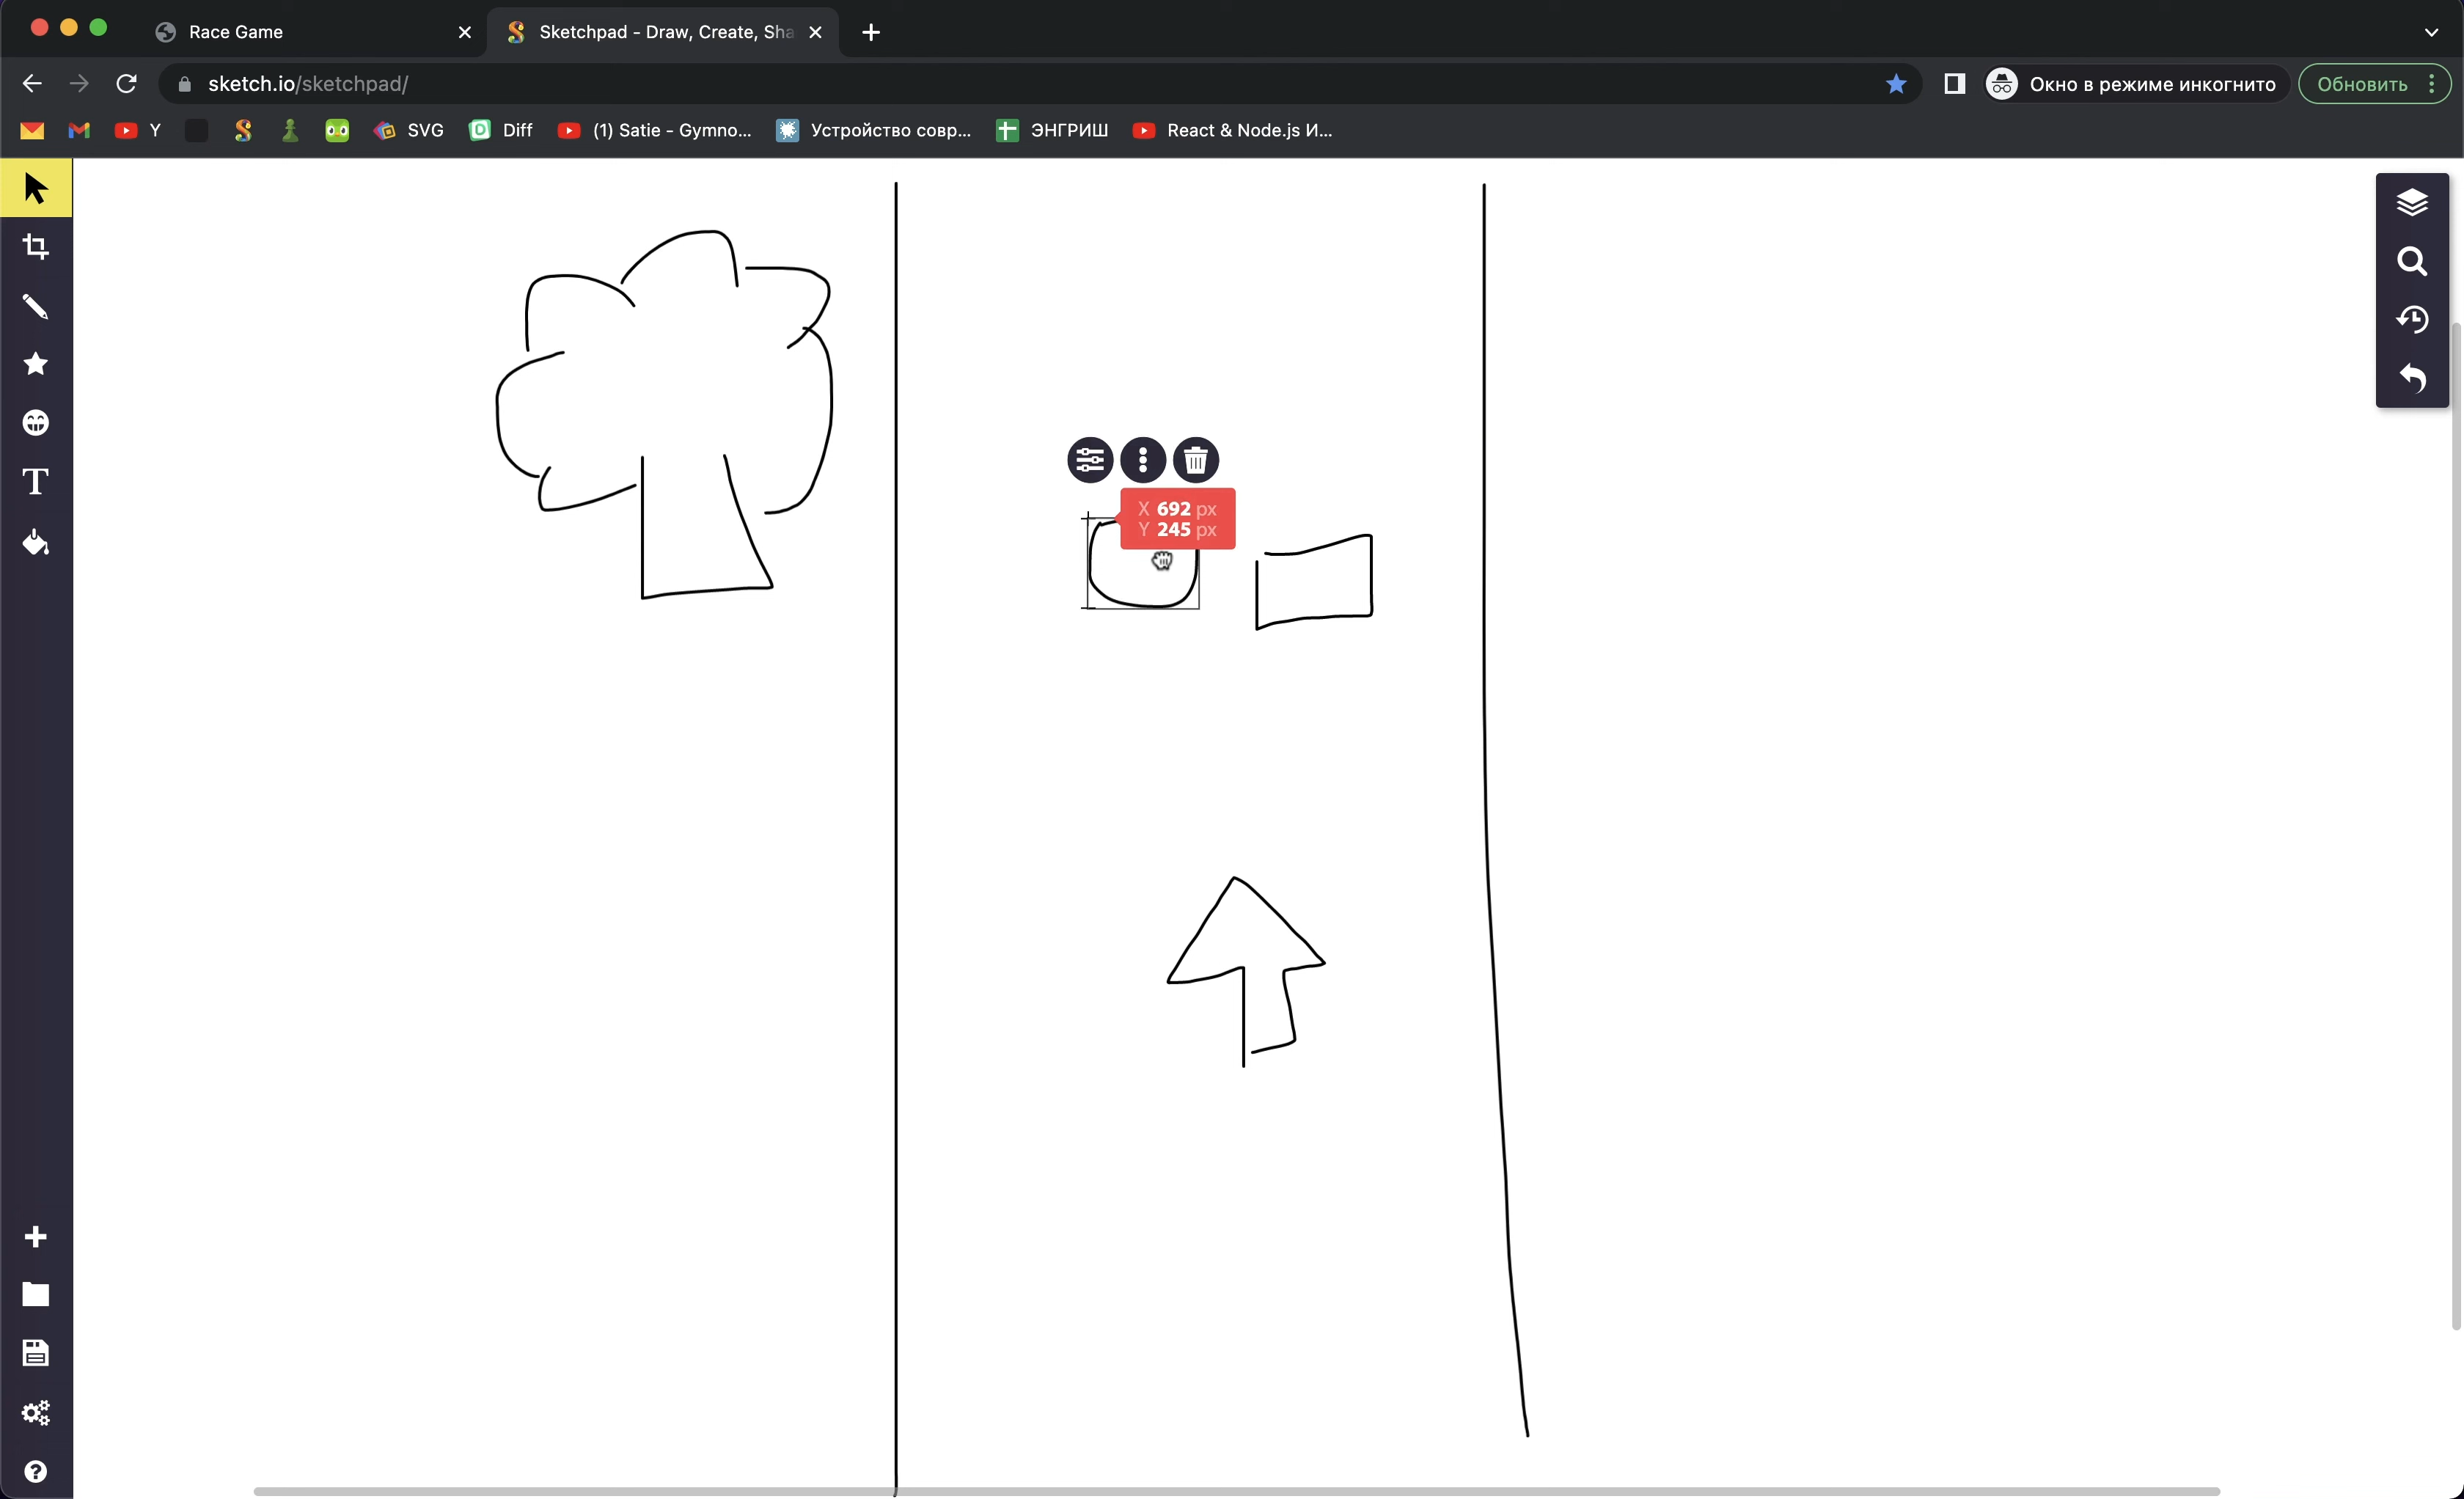 Race Game
Sketchpad - Draw, Create, Sha
sketch.io/sketchpad/
Окно в режиме инкогнито
Обновить
Y
SVG
Diff
(1) Satie - Gymno...
Устройство совр...
ЭНГРИШ
React & Node.js И...
X 692 px
Y 245 px